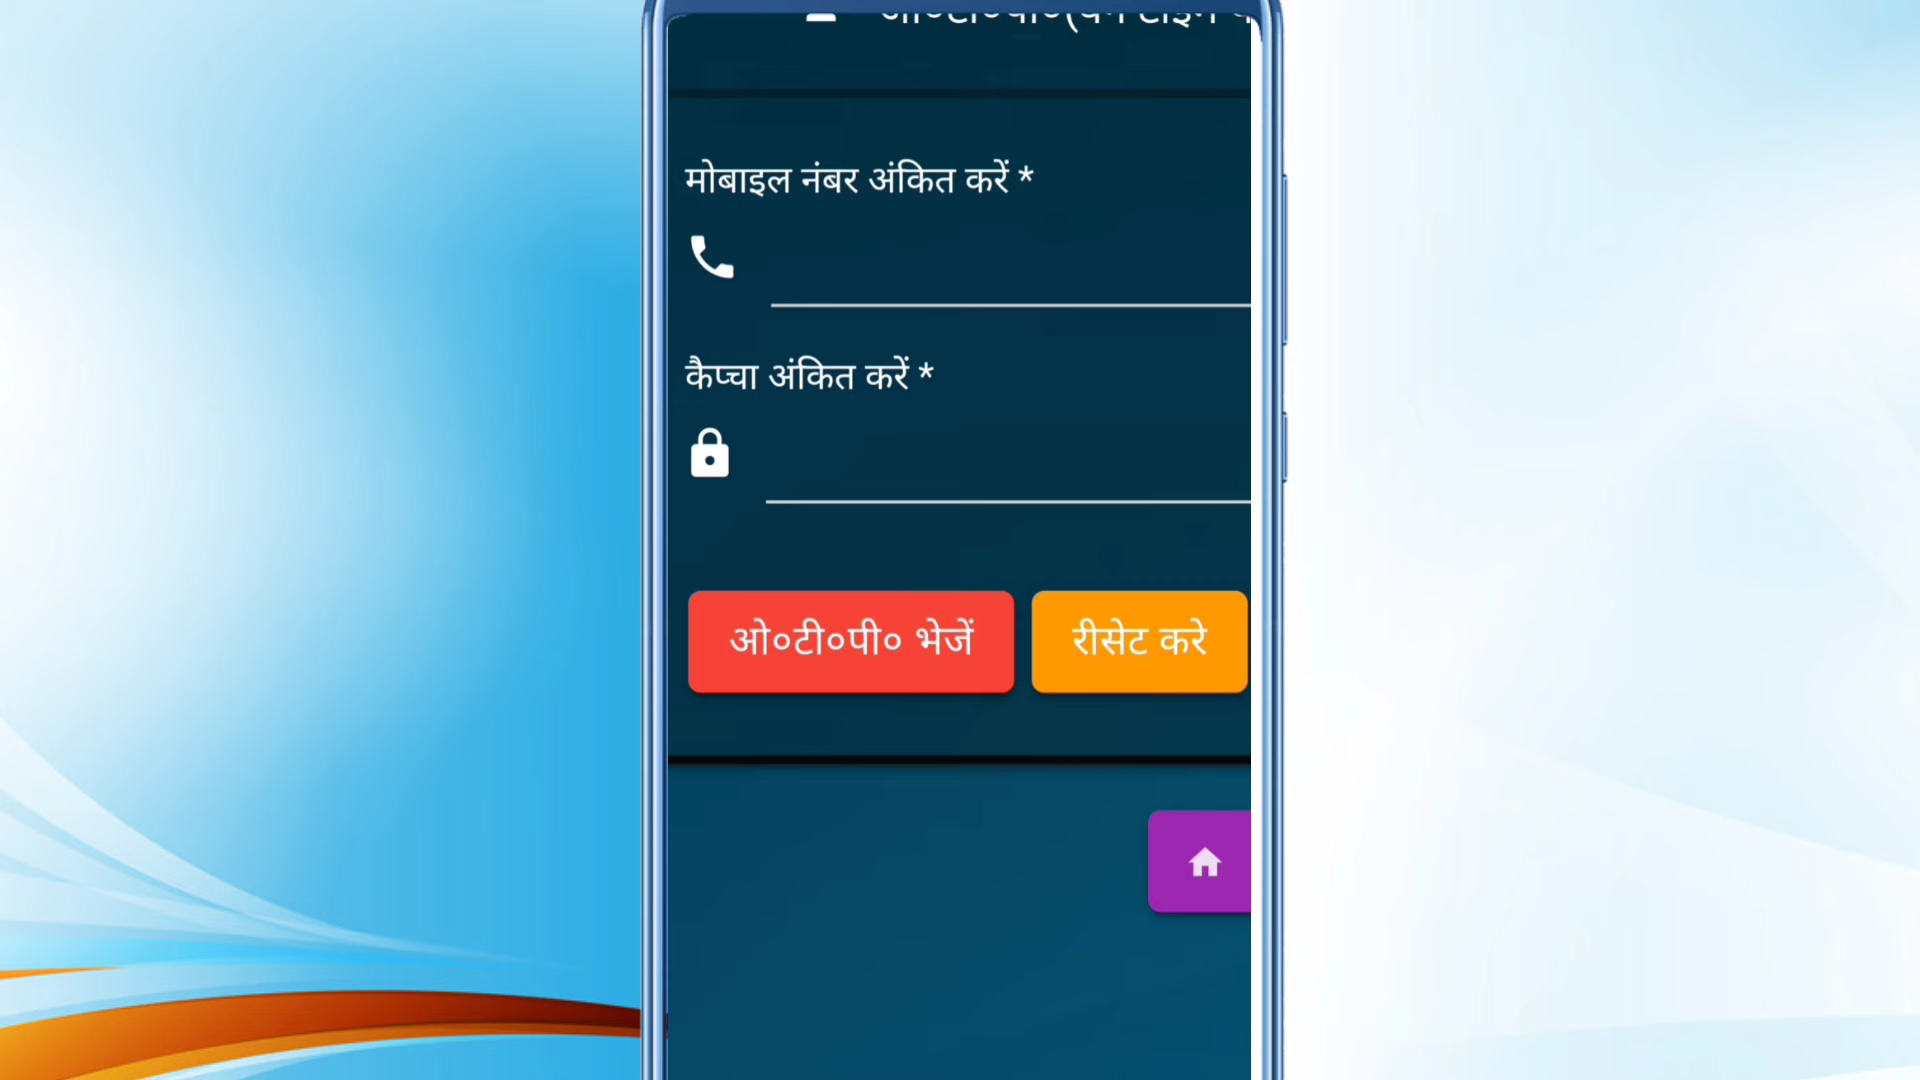 मोबाइल नंबर अंकित करें *
कैप्चा अंकित करें *
ओ०टी०पी० भेजें
रीसेट करे